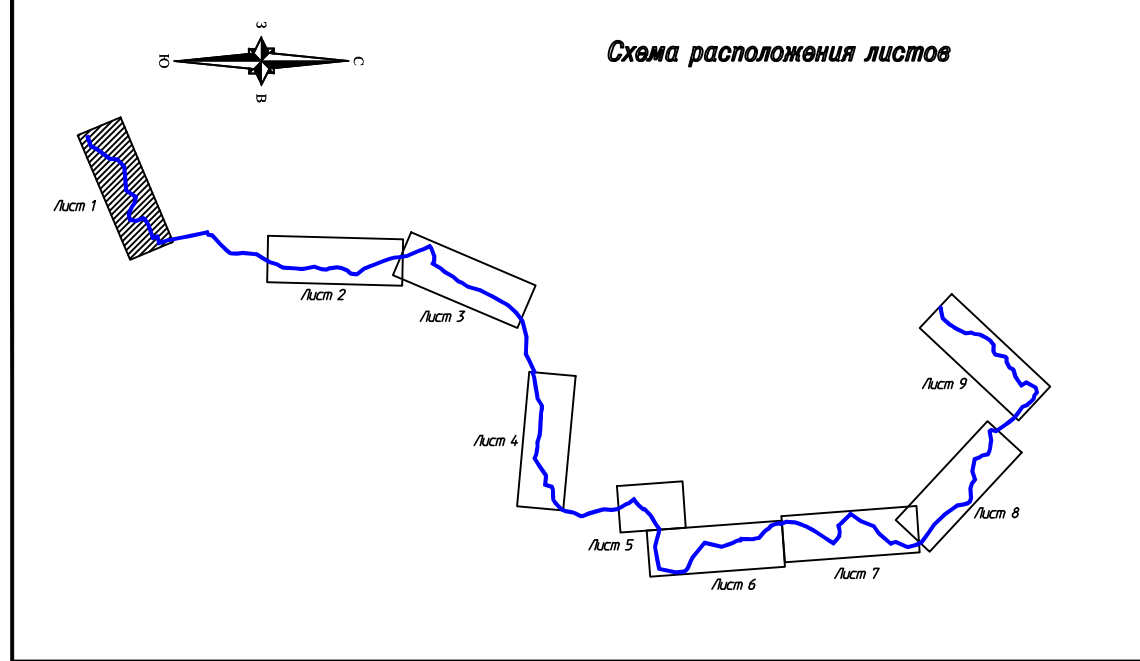 З
Ю
С
В
Схема расположения листов
Лист 1
Лист 2
Лист 3
Лист 4
Лист 5
Лист 6
Лист 7
Лист 8
Лист 9